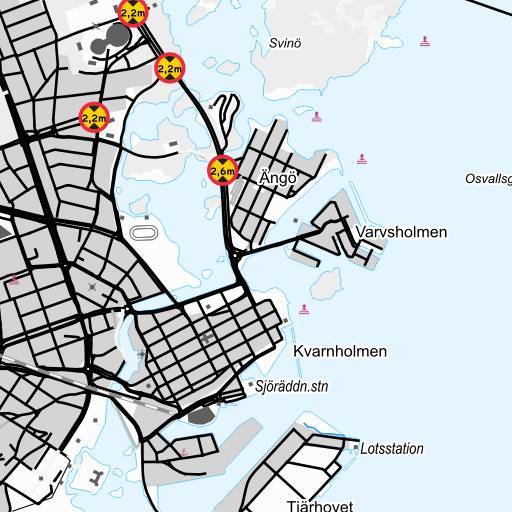 2,2m
Svinö
2,2m
2,2m
2,6m
Ängö
Osvallsg
Varvsholmen
Kvarnholmen
Sjöräddn.stn
Lotsstation
Tjärhovet